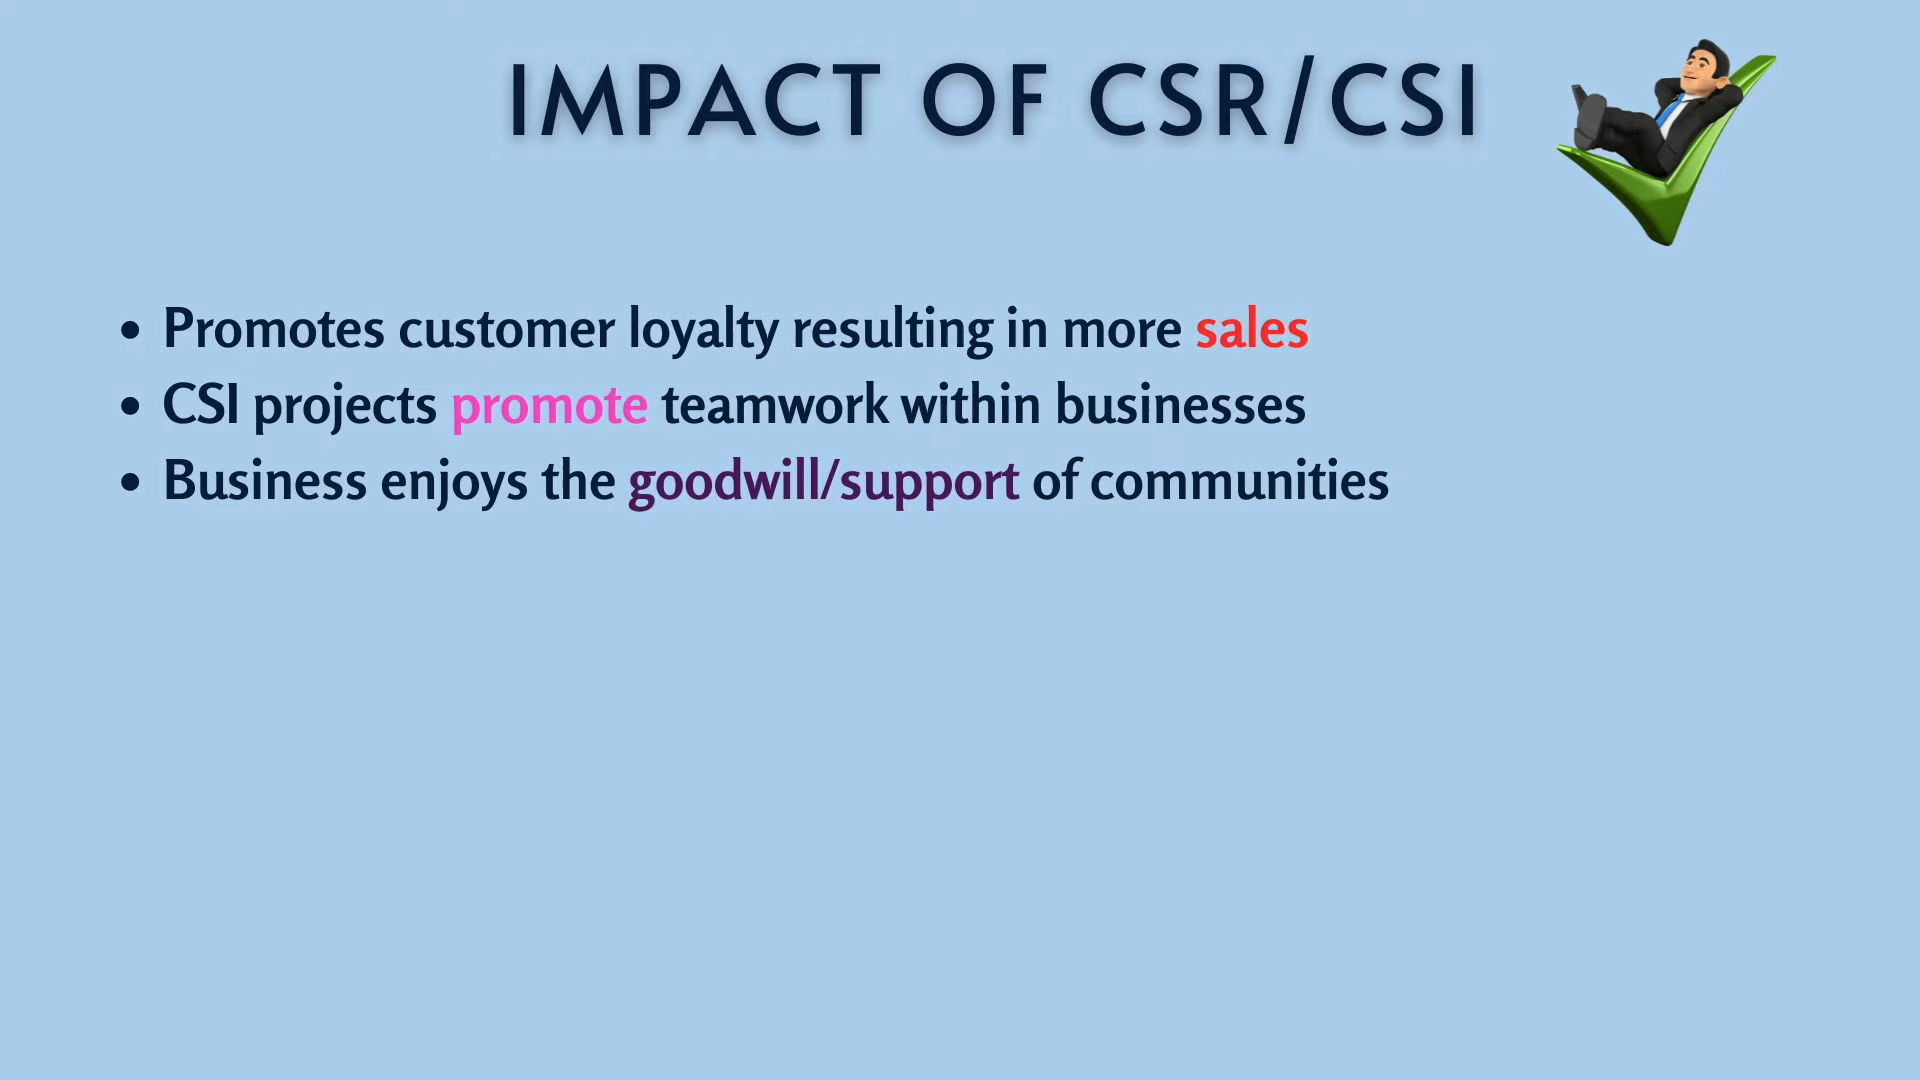 IMPACT OF CSR/CSI
• Promotes customer loyalty resulting in more sales
• CSI projects promote teamwork within businesses
• Business enjoys the goodwill/support of communities